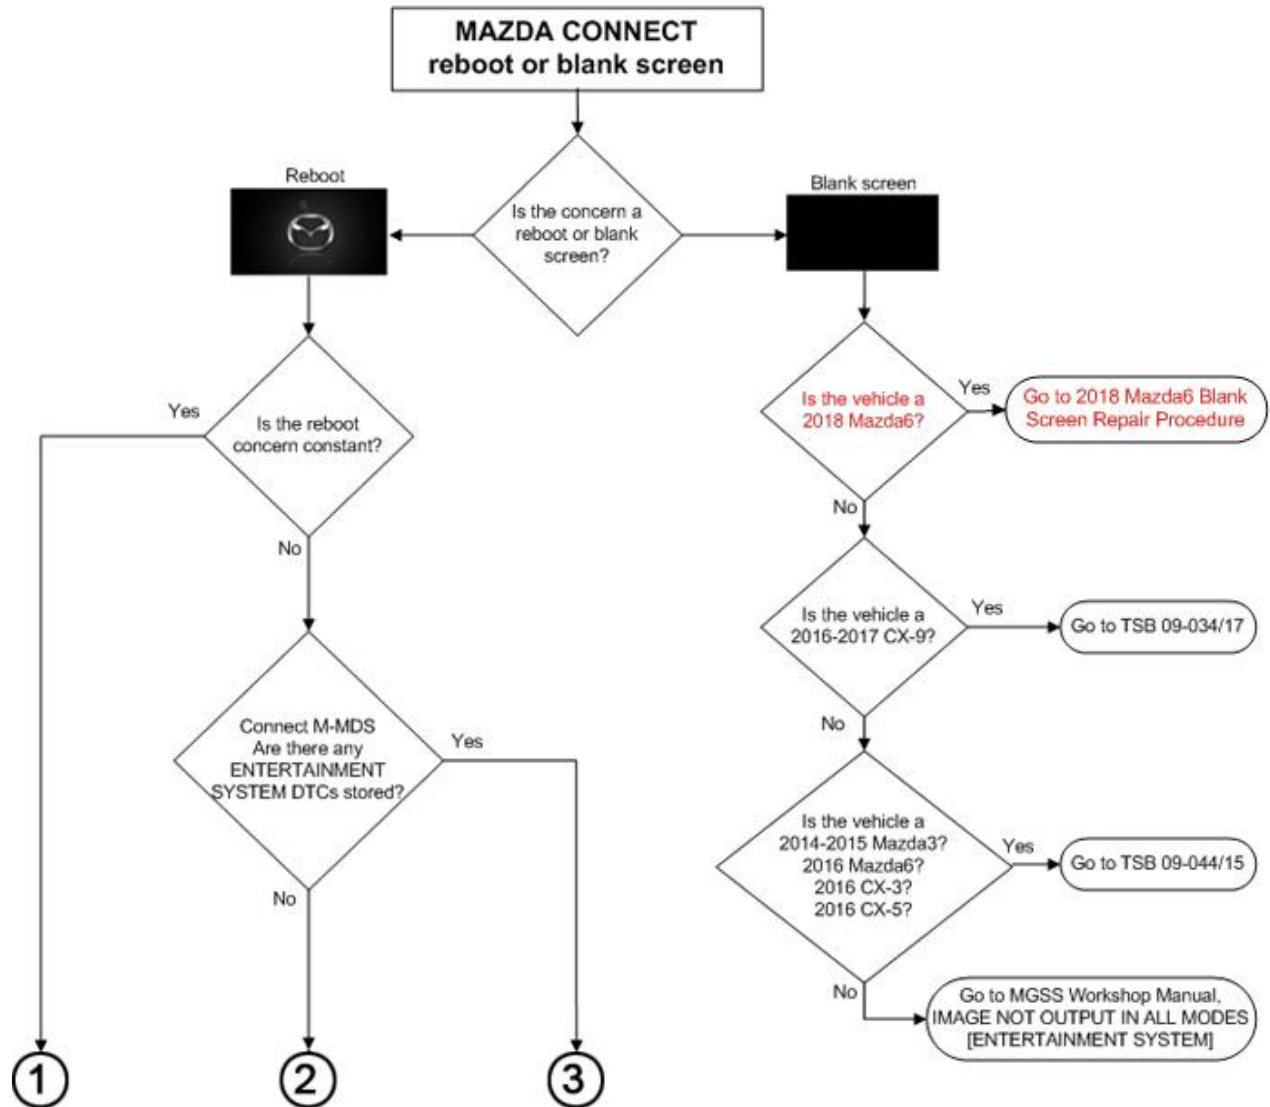 MAZDA CONNECT
reboot or blank screen
Reboot
Is the concern a
reboot or blank
screen?
Blank screen
Is the reboot
concern constant?
Yes
No
Is the vehicle a
2018 Mazda6?
Yes
Go to 2018 Mazda6 Blank
Screen Repair Procedure
No
Is the vehicle a
2016-2017 CX-9?
Yes
Go to TSB 09-034/17
No
Connect M-MDS
Are there any
ENTERTAINMENT
SYSTEM DTCs stored?
Yes
No
Is the vehicle a
2014-2015 Mazda3?
2016 Mazda6?
2016 CX-3?
2016 CX-5?
Yes
Go to TSB 09-044/15
No
Go to MGSS Workshop Manual,
IMAGE NOT OUTPUT IN ALL MODES
[ENTERTAINMENT SYSTEM]
1
2
3